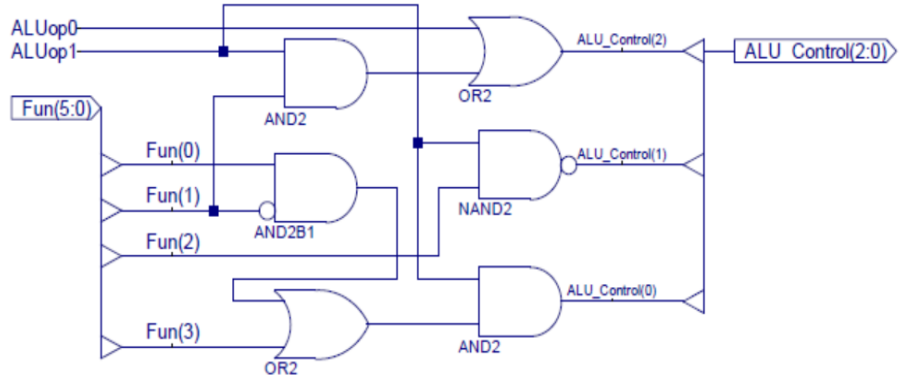 ALUop0
ALUop1
ALU_Control(2)
ALU_Control(2:0)
OR2
Fun(5:0)
AND2
Fun(0)
ALU_Control(1)
Fun(1)
NAND2
AND2B1
Fun(2)
ALU_Control(0)
Fun(3)
AND2
OR2